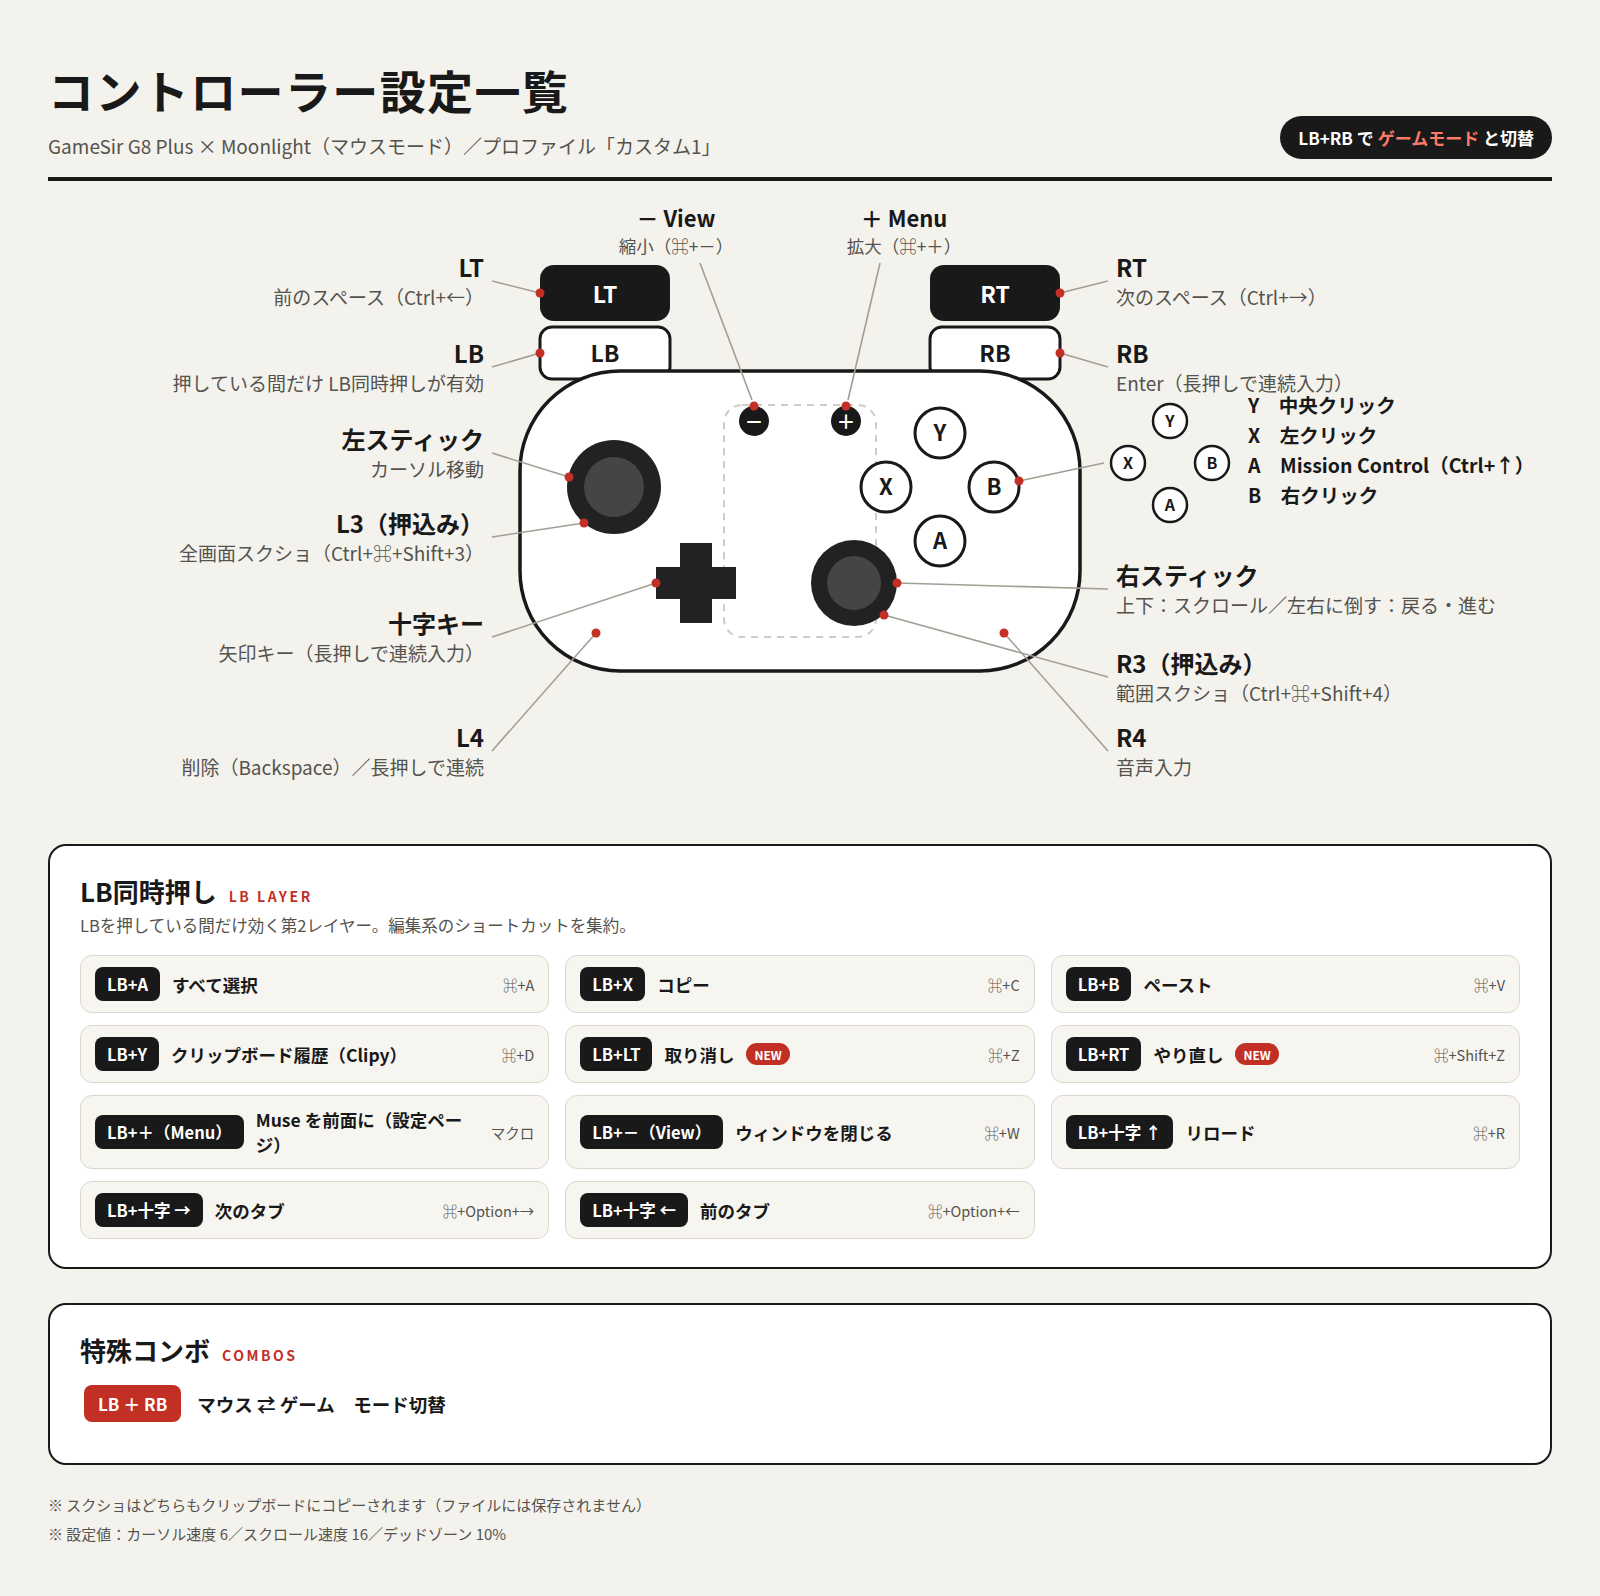 コントローラー設定一覧
GameSir G8 Plus × Moonlight（マウスモード）／プロファイル「カスタム1」
LB+RB で ゲームモード と切替
− View
縮小（⌘+−）
＋ Menu
拡大（⌘+＋）
LT
前のスペース（Ctrl+←）
LB
押している間だけ LB同時押しが有効
左スティック
カーソル移動
L3（押込み）
全画面スクショ（Ctrl+⌘+Shift+3）
十字キー
矢印キー（長押しで連続入力）
L4
削除（Backspace）／長押しで連続
LT
LB
RT
RB
−
＋
Y
X
B
A
RT
次のスペース（Ctrl+→）
RB
Enter（長押しで連続入力）
Y
X
B
A
Y 中央クリック
X 左クリック
A Mission Control（Ctrl+↑）
B 右クリック
右スティック
上下：スクロール／左右に倒す：戻る・進む
R3（押込み）
範囲スクショ（Ctrl+⌘+Shift+4）
R4
音声入力
LB同時押し LB LAYER
LBを押している間だけ効く第2レイヤー。編集系のショートカットを集約。
LB+A すべて選択 ⌘+A
LB+X コピー ⌘+C
LB+B ペースト ⌘+V
LB+Y クリップボード履歴（Clipy） ⌘+D
LB+LT 取り消し NEW ⌘+Z
LB+RT やり直し NEW ⌘+Shift+Z
LB+＋（Menu） Muse を前面に（設定ペー
ジ） マクロ
LB+−（View） ウィンドウを閉じる ⌘+W
LB+十字 ↑ リロード ⌘+R
LB+十字 → 次のタブ ⌘+Option+→
LB+十字 ← 前のタブ ⌘+Option+←
特殊コンボ COMBOS
LB ＋ RB マウス ⇄ ゲーム モード切替
※ スクショはどちらもクリップボードにコピーされます（ファイルには保存されません）
※ 設定値：カーソル速度 6／スクロール速度 16／デッドゾーン 10%